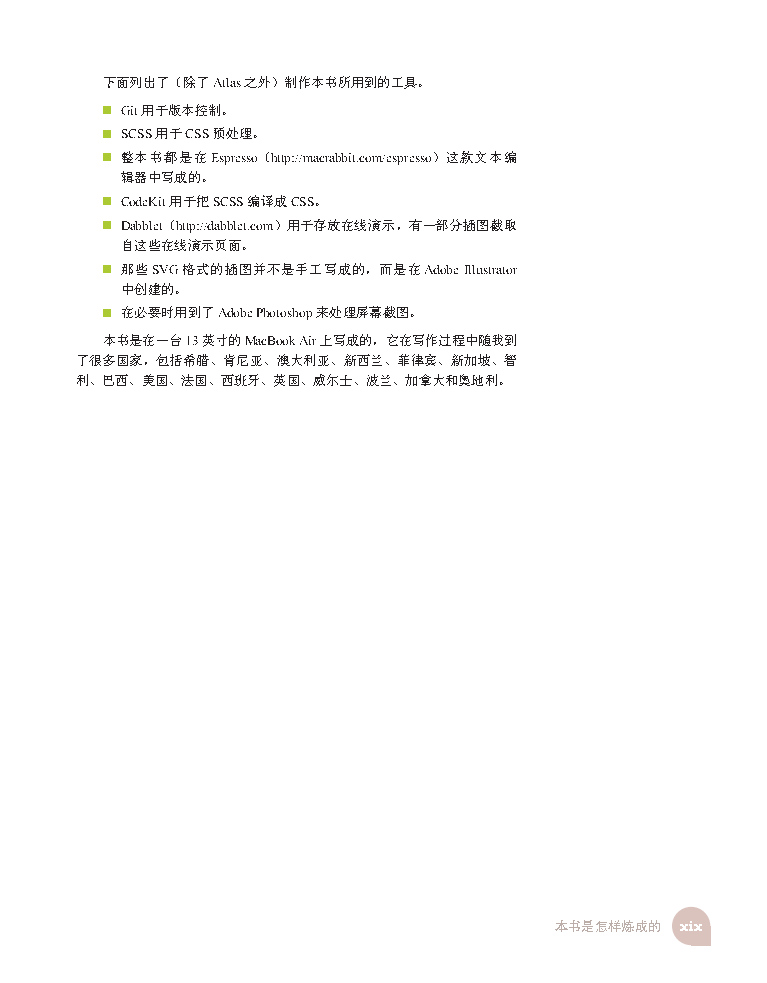 下面列出了（除了 Atlas 之外）制作本书所用到的工具。
Git 用于版本控制。
SCSS 用于 CSS 预处理。
整本书都是在 Espresso（http://macrabbit.com/espresso）这款文本编
辑器中写成的。
CodeKit 用于把 SCSS 编译成 CSS。
Dabblet（http://dabblet.com）用于存放在线演示，有一部分插图截取
自这些在线演示页面。
那些 SVG 格式的插图并不是手工写成的，而是在 Adobe Illustrator
中创建的。
在必要时用到了 Adobe Photoshop 来处理屏幕截图。
本书是在一台 13 英寸的 MacBook Air 上写成的，它在写作过程中随我到
了很多国家，包括希腊、肯尼亚、澳大利亚、新西兰、菲律宾、新加坡、智
利、巴西、美国、法国、西班牙、英国、威尔士、波兰、加拿大和奥地利。
本书是怎样炼成的 xix